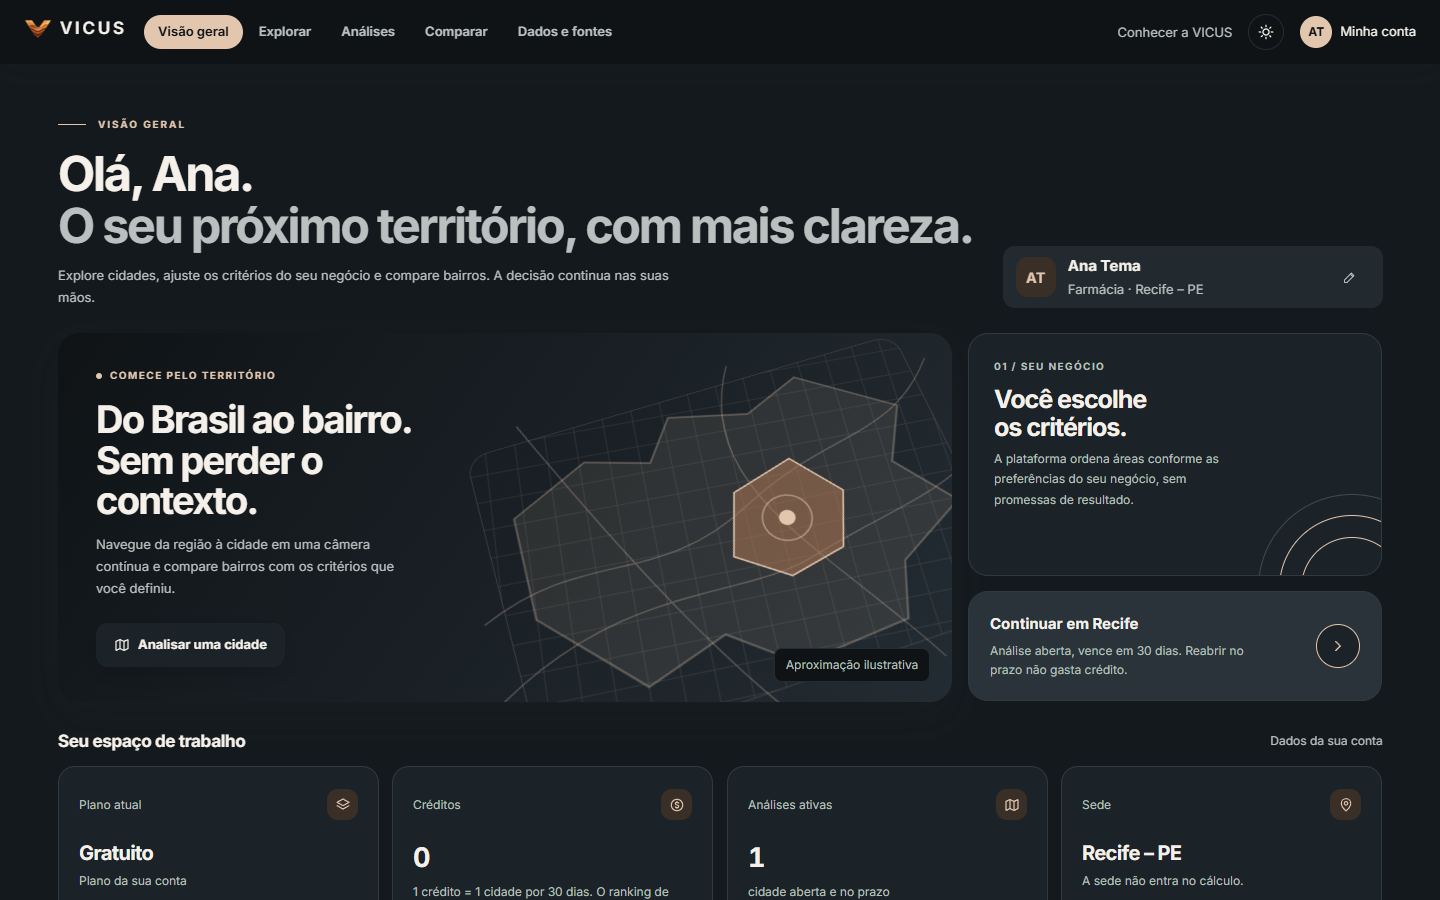 VICUS
Visão geral
Explorar
Análises
Comparar
Dados e fontes
Conhecer a VICUS
AT
Minha conta
VISÃO GERAL
Olá, Ana.
O seu próximo território, com mais clareza.
Explore cidades, ajuste os critérios do seu negócio e compare bairros. A decisão continua nas suas
mãos.
AT
Ana Tema
Farmácia · Recife – PE
COMECE PELO TERRITÓRIO
Do Brasil ao bairro.
Sem perder o
contexto.
Navegue da região à cidade em uma câmera
contínua e compare bairros com os critérios que
você definiu.
Analisar uma cidade
Aproximação ilustrativa
01 / SEU NEGÓCIO
Você escolhe
os critérios.
A plataforma ordena áreas conforme as
preferências do seu negócio, sem
promessas de resultado.
Continuar em Recife
Análise aberta, vence em 30 dias. Reabrir no
prazo não gasta crédito.
Seu espaço de trabalho
Dados da sua conta
Plano atual
Gratuito
Plano da sua conta
Créditos
0
1 crédito = 1 cidade por 30 dias. O ranking de
Análises ativas
1
cidade aberta e no prazo
Sede
Recife – PE
A sede não entra no cálculo.